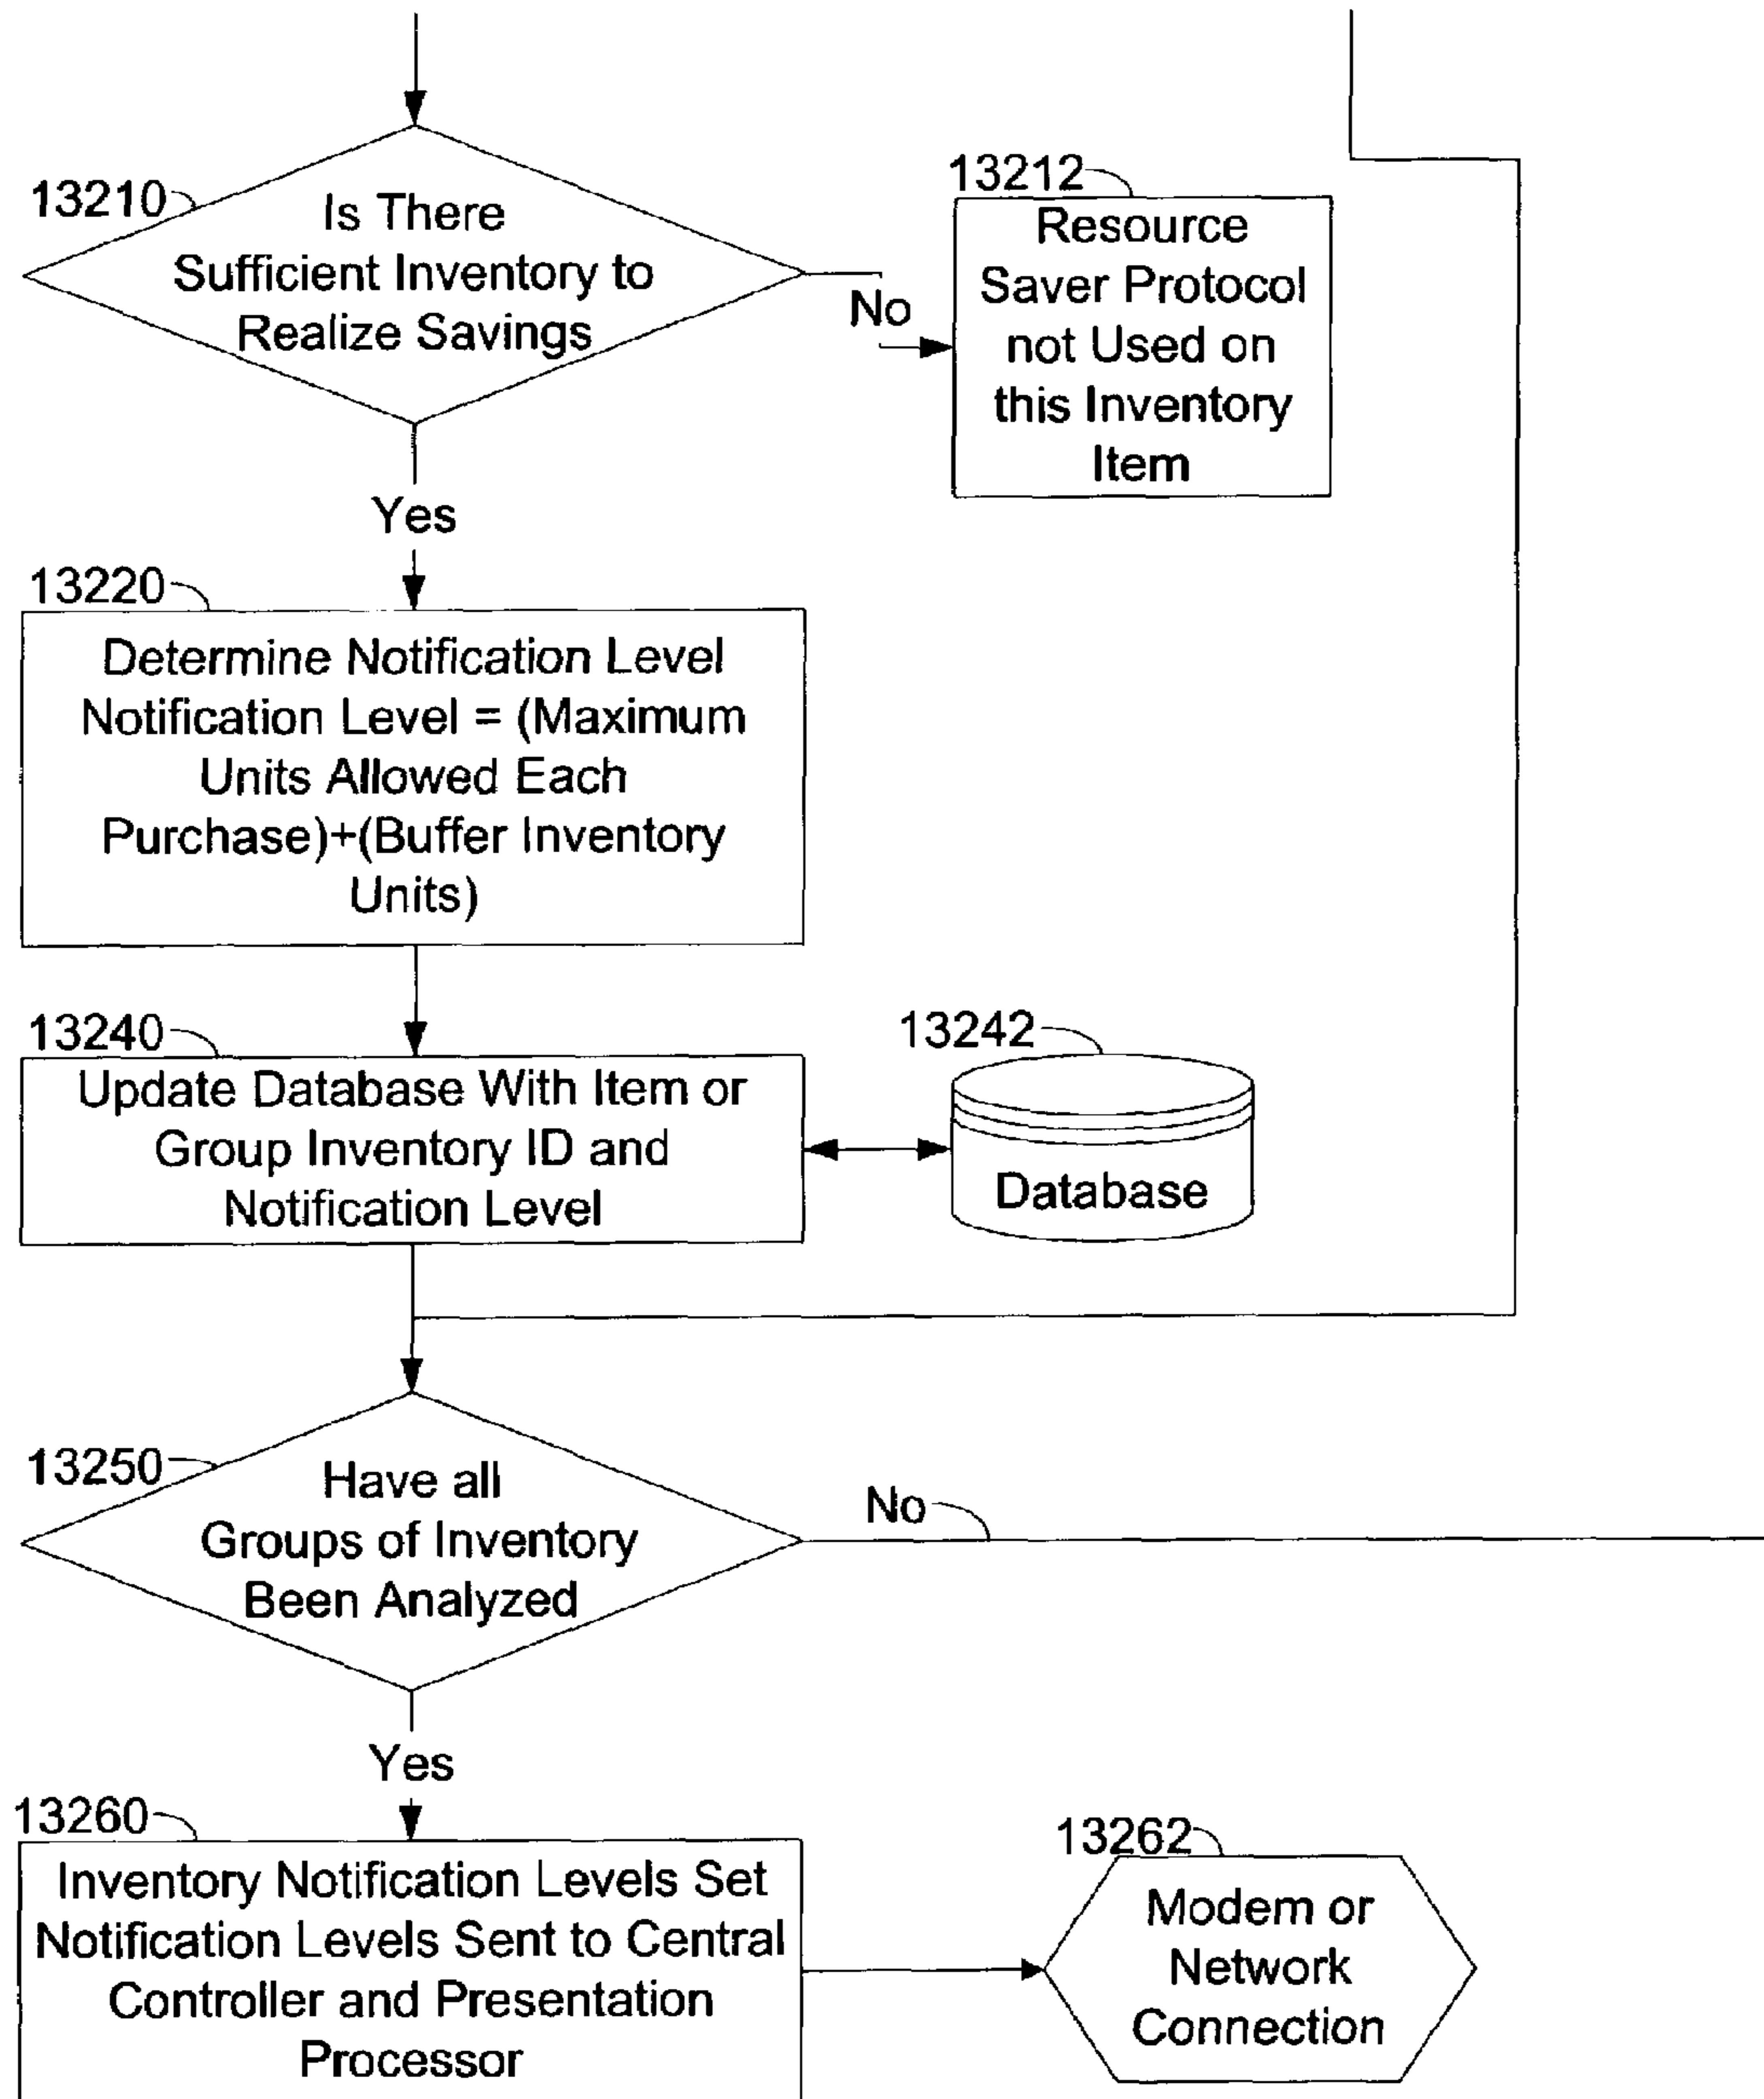 13210
Is There
Sufficient Inventory to
Realize Savings
No
13212
Resource
Saver Protocol
not Used on
this Inventory
Item
Yes
13220
Determine Notification Level
Notification Level = (Maximum
Units Allowed Each
Purchase)+(Buffer Inventory
Units)
13240
Update Database With Item or
Group Inventory ID and
Notification Level
13242
Database
13250
Have all
Groups of Inventory
Been Analyzed
No
Yes
13260
Inventory Notification Levels Set
Notification Levels Sent to Central
Controller and Presentation
Processor
13262
Modem or
Network
Connection